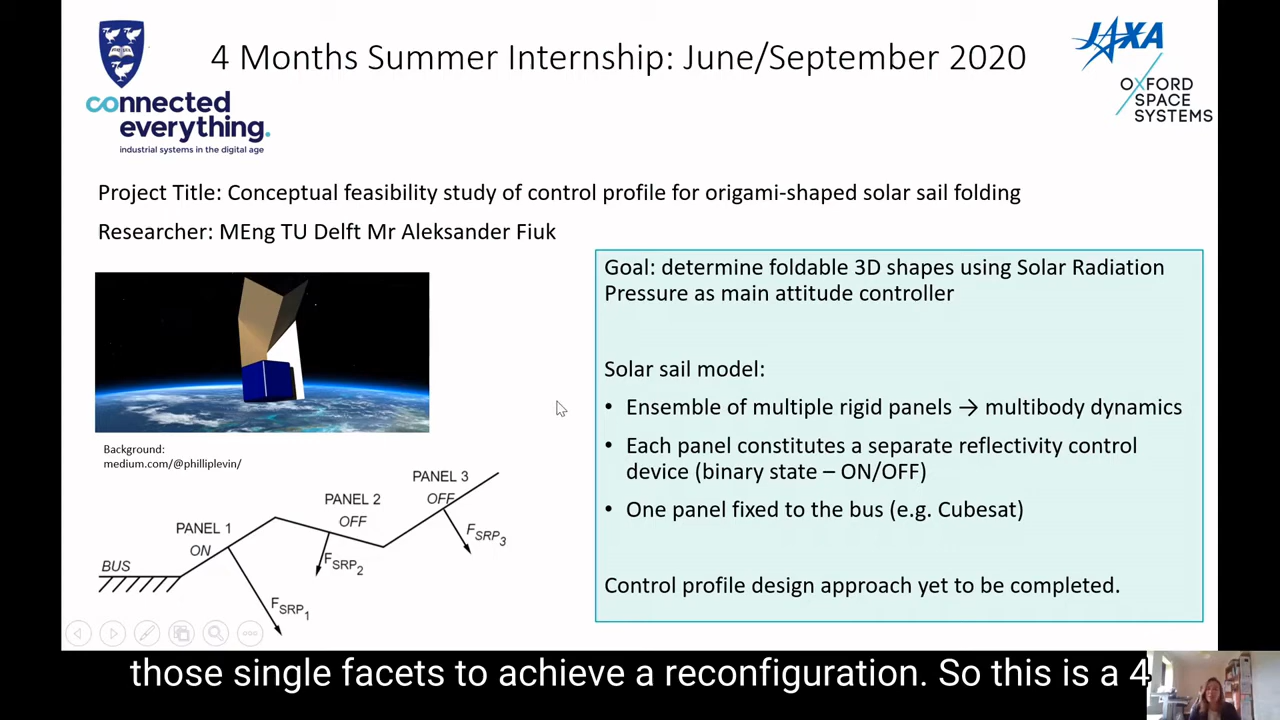 4 Months Summer Internship: June/September 2020
connected
everything.
industrial systems in the digital age
JAXA
OXFORD
SPACE
SYSTEMS
Project Title: Conceptual feasibility study of control profile for origami-shaped solar sail folding
Researcher: MEng TU Delft Mr Aleksander Fiuk
Background:
medium.com/@philliplevin/
BUS
PANEL 1
ON
FSRP1
PANEL 2
OFF
FSRP2
PANEL 3
OFF
FSRP3
Goal: determine foldable 3D shapes using Solar Radiation
Pressure as main attitude controller
Solar sail model:
• Ensemble of multiple rigid panels → multibody dynamics
• Each panel constitutes a separate reflectivity control
device (binary state – ON/OFF)
• One panel fixed to the bus (e.g. Cubesat)
Control profile design approach yet to be completed.
those single facets to achieve a reconfiguration. So this is a 4